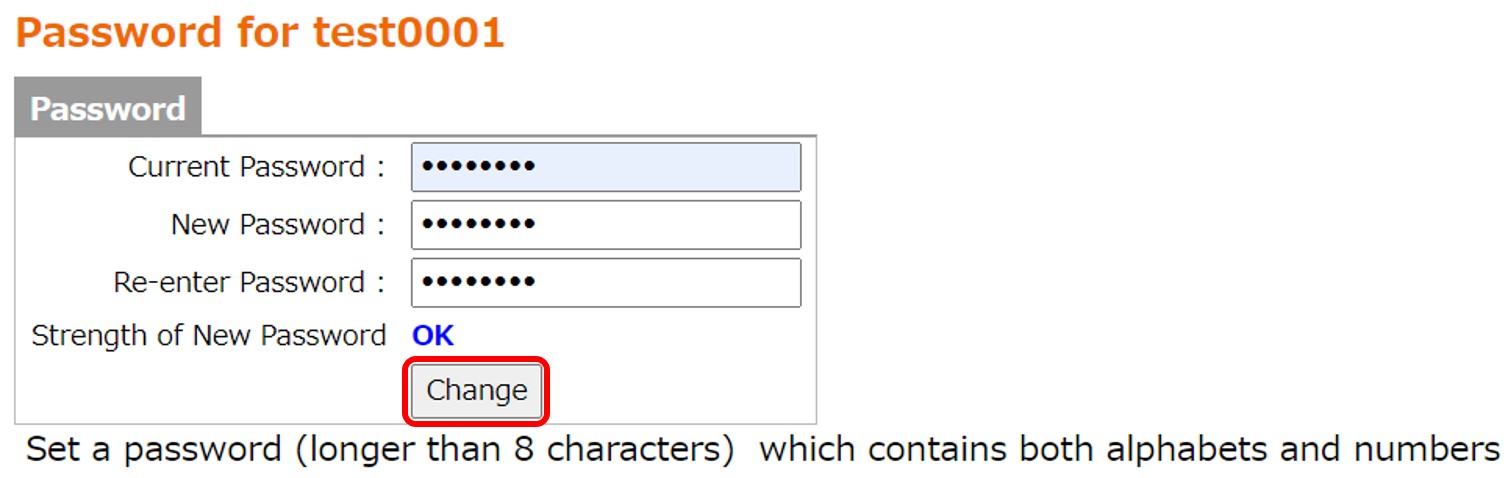 Password for test0001
Password
Current Password : ••••••••
New Password : ••••••••
Re-enter Password : ••••••••
Strength of New Password OK
Change
Set a password (longer than 8 characters)  which contains both alphabets and numbers